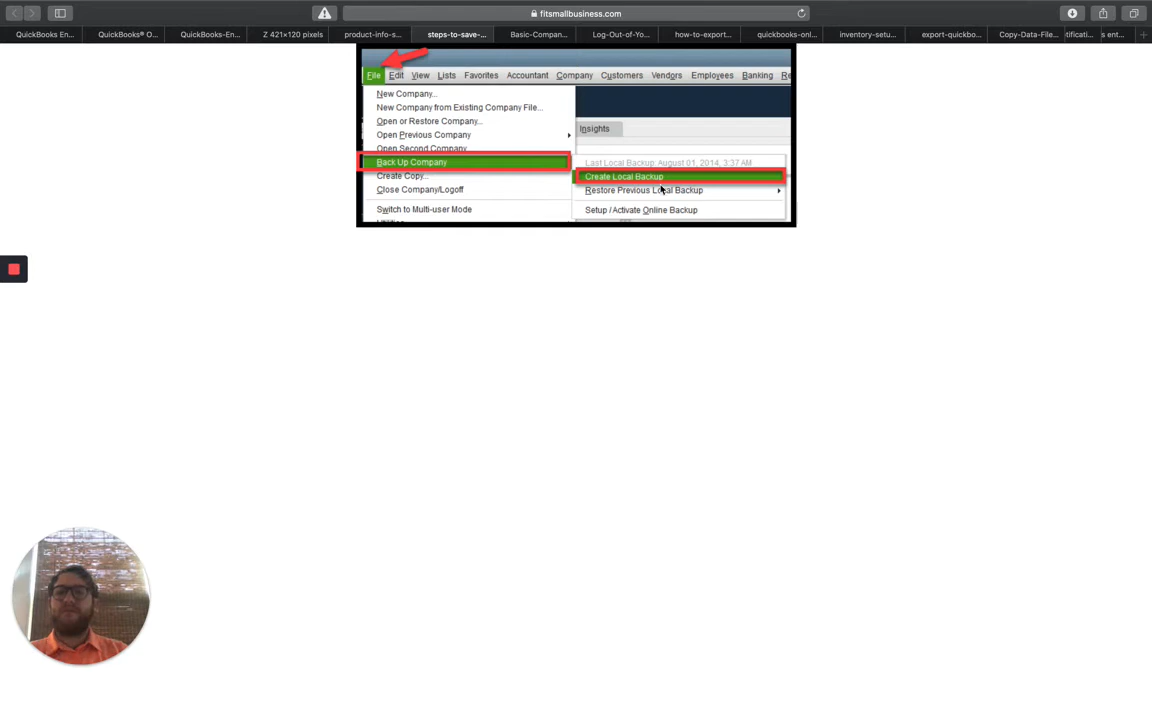 fitsmallbusiness.com
QuickBooks En...
QuickBooks® O...
QuickBooks-En...
Z 421×120 pixels
product-info-s...
steps-to-save-...
Basic-Compan...
Log-Out-of-Yo...
how-to-export...
quickbooks-onl...
inventory-setu...
export-quickbo...
Copy-Data-File...
tificati...
s ent...
File Edit View Lists Favorites Accountant Company Customers Vendors Employees Banking Re
New Company...
New Company from Existing Company File...
Open or Restore Company...
Open Previous Company
Open Second Company
Back Up Company
Create Copy...
Close Company/Logoff
Switch to Multi-user Mode
Utilities
Insights
Last Local Backup: August 01, 2014, 3:37 AM
Create Local Backup
Restore Previous Local Backup
Setup / Activate Online Backup